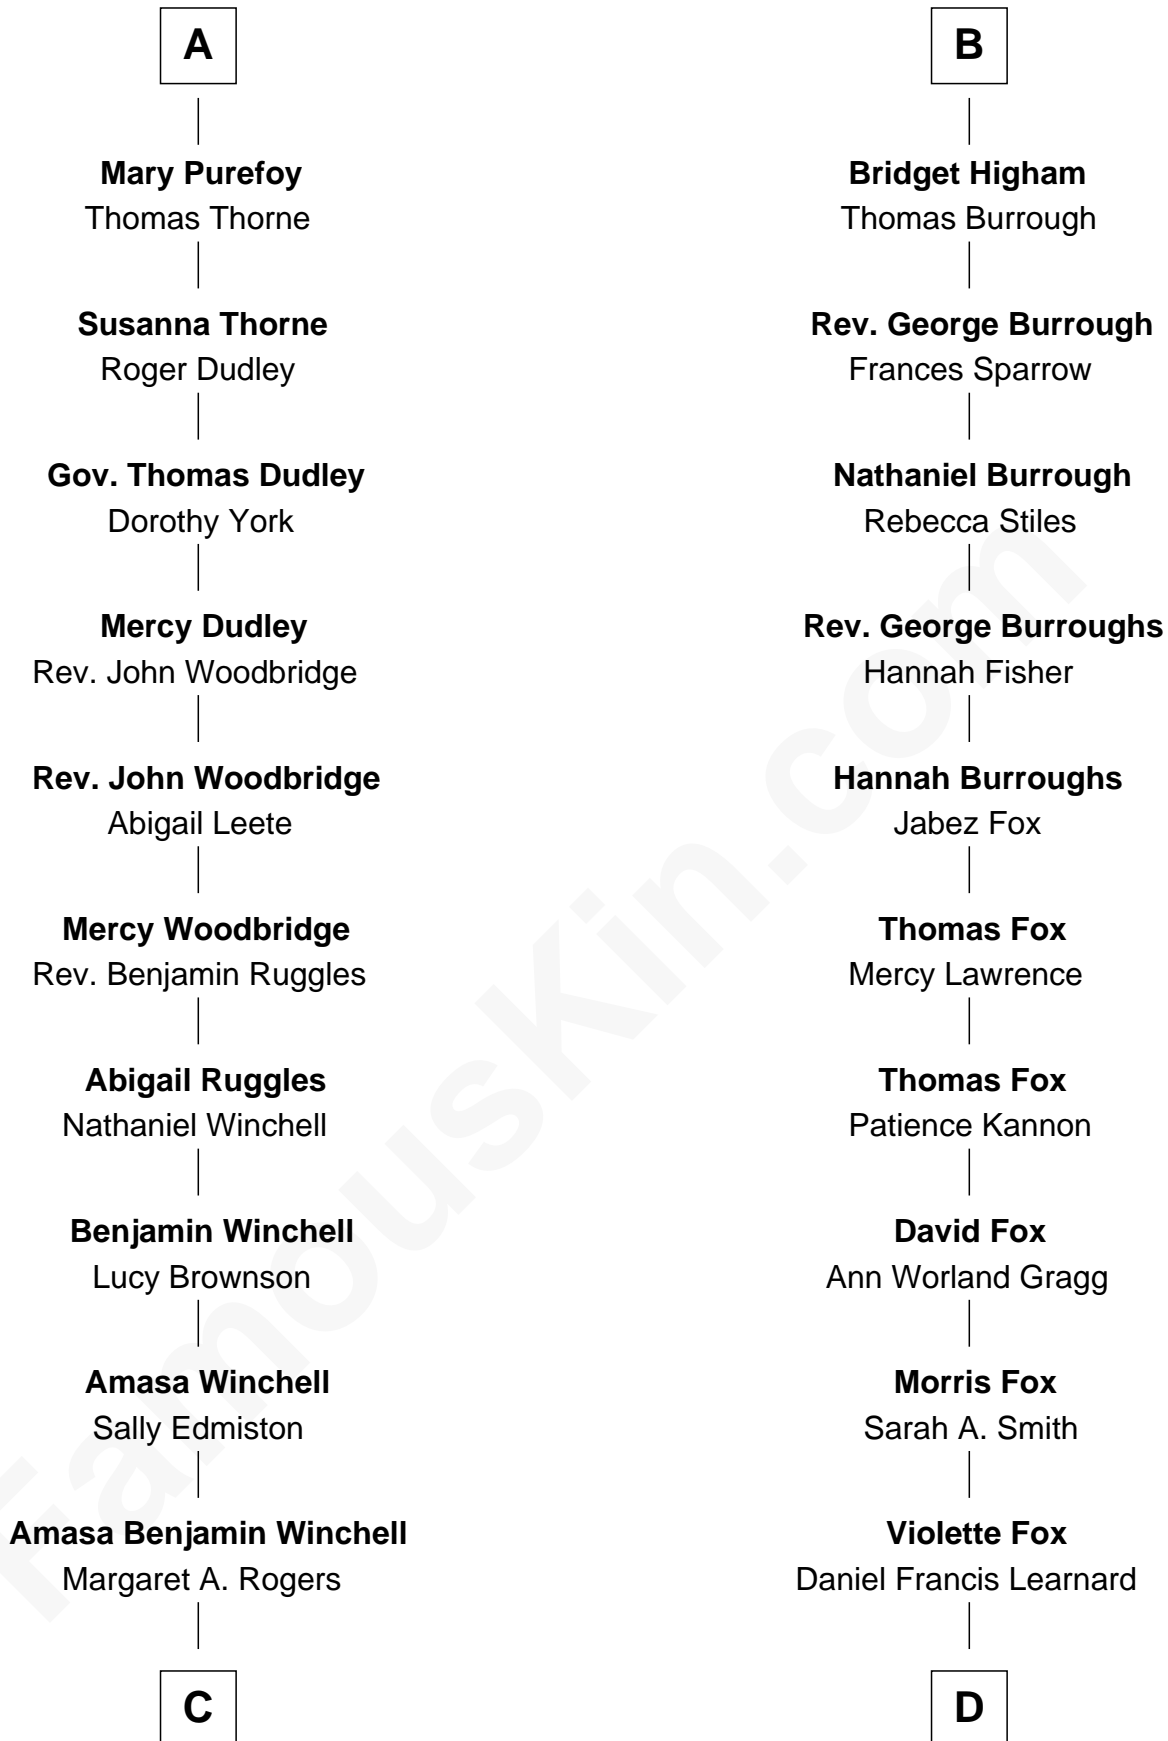 A
Mary Purefoy
Thomas Thorne
Susanna Thorne
Roger Dudley
Gov. Thomas Dudley
Dorothy York
Mercy Dudley
Rev. John Woodbridge
Rev. John Woodbridge
Abigail Leete
Mercy Woodbridge
Rev. Benjamin Ruggles
Abigail Ruggles
Nathaniel Winchell
Benjamin Winchell
Lucy Brownson
Amasa Winchell
Sally Edmiston
Amasa Benjamin Winchell
Margaret A. Rogers
C
B
Bridget Higham
Thomas Burrough
Rev. George Burrough
Frances Sparrow
Nathaniel Burrough
Rebecca Stiles
Rev. George Burroughs
Hannah Fisher
Hannah Burroughs
Jabez Fox
Thomas Fox
Mercy Lawrence
Thomas Fox
Patience Kannon
David Fox
Ann Worland Gragg
Morris Fox
Sarah A. Smith
Violette Fox
Daniel Francis Learnard
D
FamousKin.com